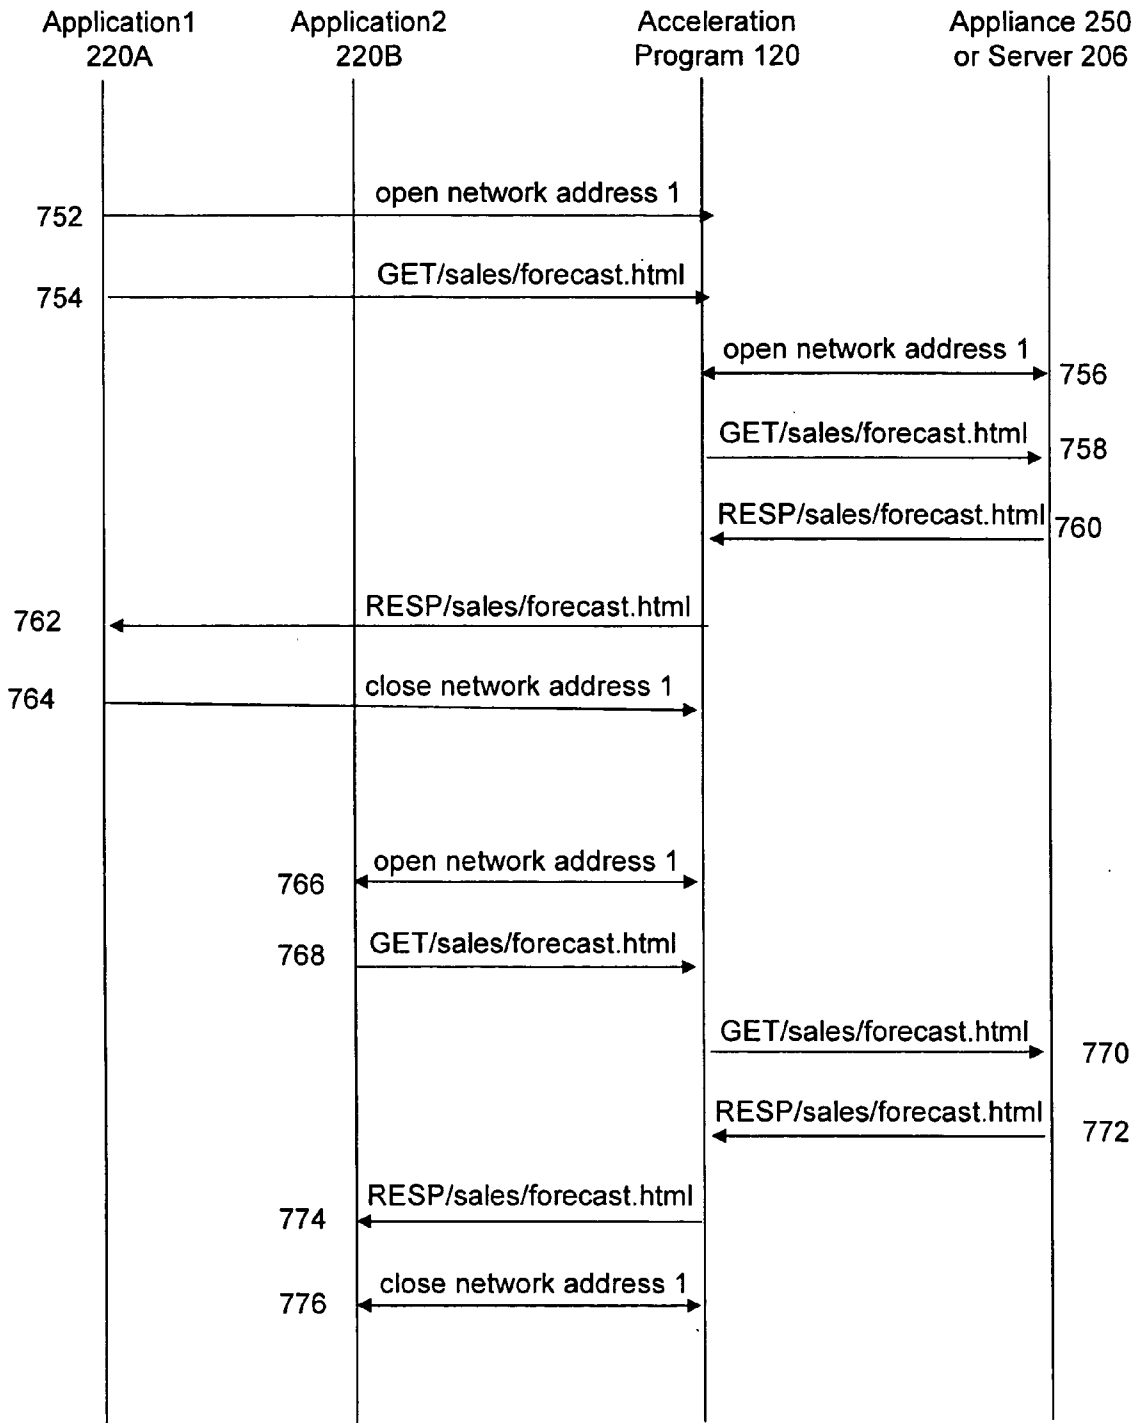 Application1
220A
Application2
220B
Acceleration
Program 120
Appliance 250
or Server 206
open network address 1
752
GET/sales/forecast.html
754
open network address 1
756
GET/sales/forecast.html
758
RESP/sales/forecast.html
760
RESP/sales/forecast.html
762
close network address 1
764
open network address 1
766
GET/sales/forecast.html
768
GET/sales/forecast.html
770
RESP/sales/forecast.html
772
RESP/sales/forecast.html
774
close network address 1
776